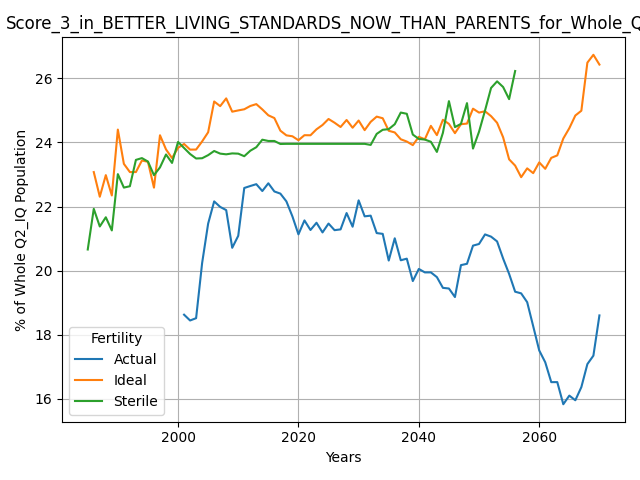 Score_3_in_BETTER_LIVING_STANDARDS_NOW_THAN_PARENTS_for_Whole_Q
% of Whole Q2_IQ Population
26
24
22
20
18
16
Fertility
Actual
Ideal
Sterile
2000 2020 2040 2060
Years